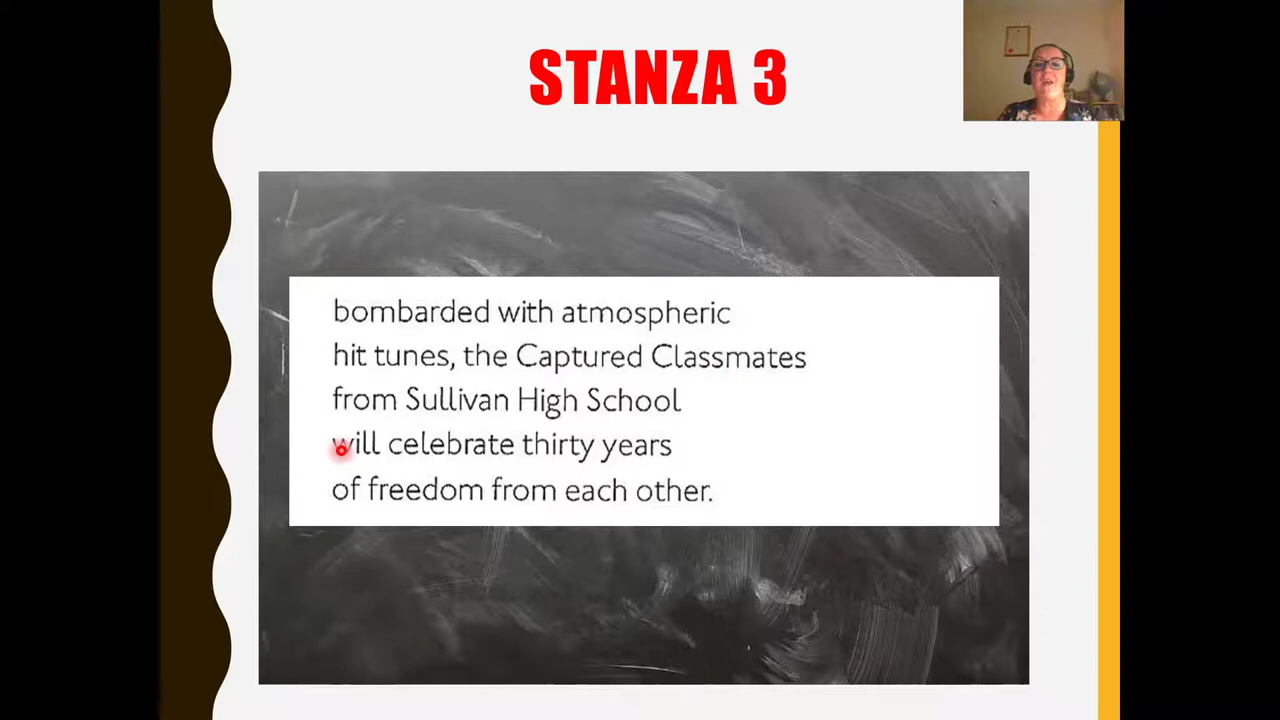 STANZA 3
bombarded with atmospheric
hit tunes, the Captured Classmates
from Sullivan High School
will celebrate thirty years
of freedom from each other.